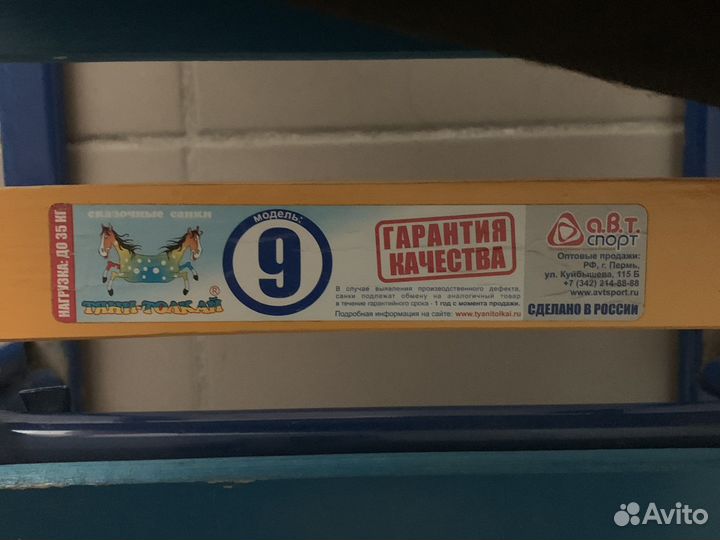 НАГРУЗКА: ДО 35 КГ.
сказочные санки
ТЯНИ-ТОЛКАЙ®
МОДЕЛЬ:
9
ГАРАНТИЯ
КАЧЕСТВА
В случае выявления производственного дефекта,
санки подлежат обмену на аналогичный товар
в течение гарантийного срока - 1 год с момента продажи.
Подробная информация на сайте: www.tyanitolkai.ru
а.в.т.
спорт
Оптовые продажи:
РФ, г. Пермь,
ул. Куйбышева, 115 Б
+7 (342) 214-88-88
www.avtsport.ru
СДЕЛАНО В РОССИИ
Avito